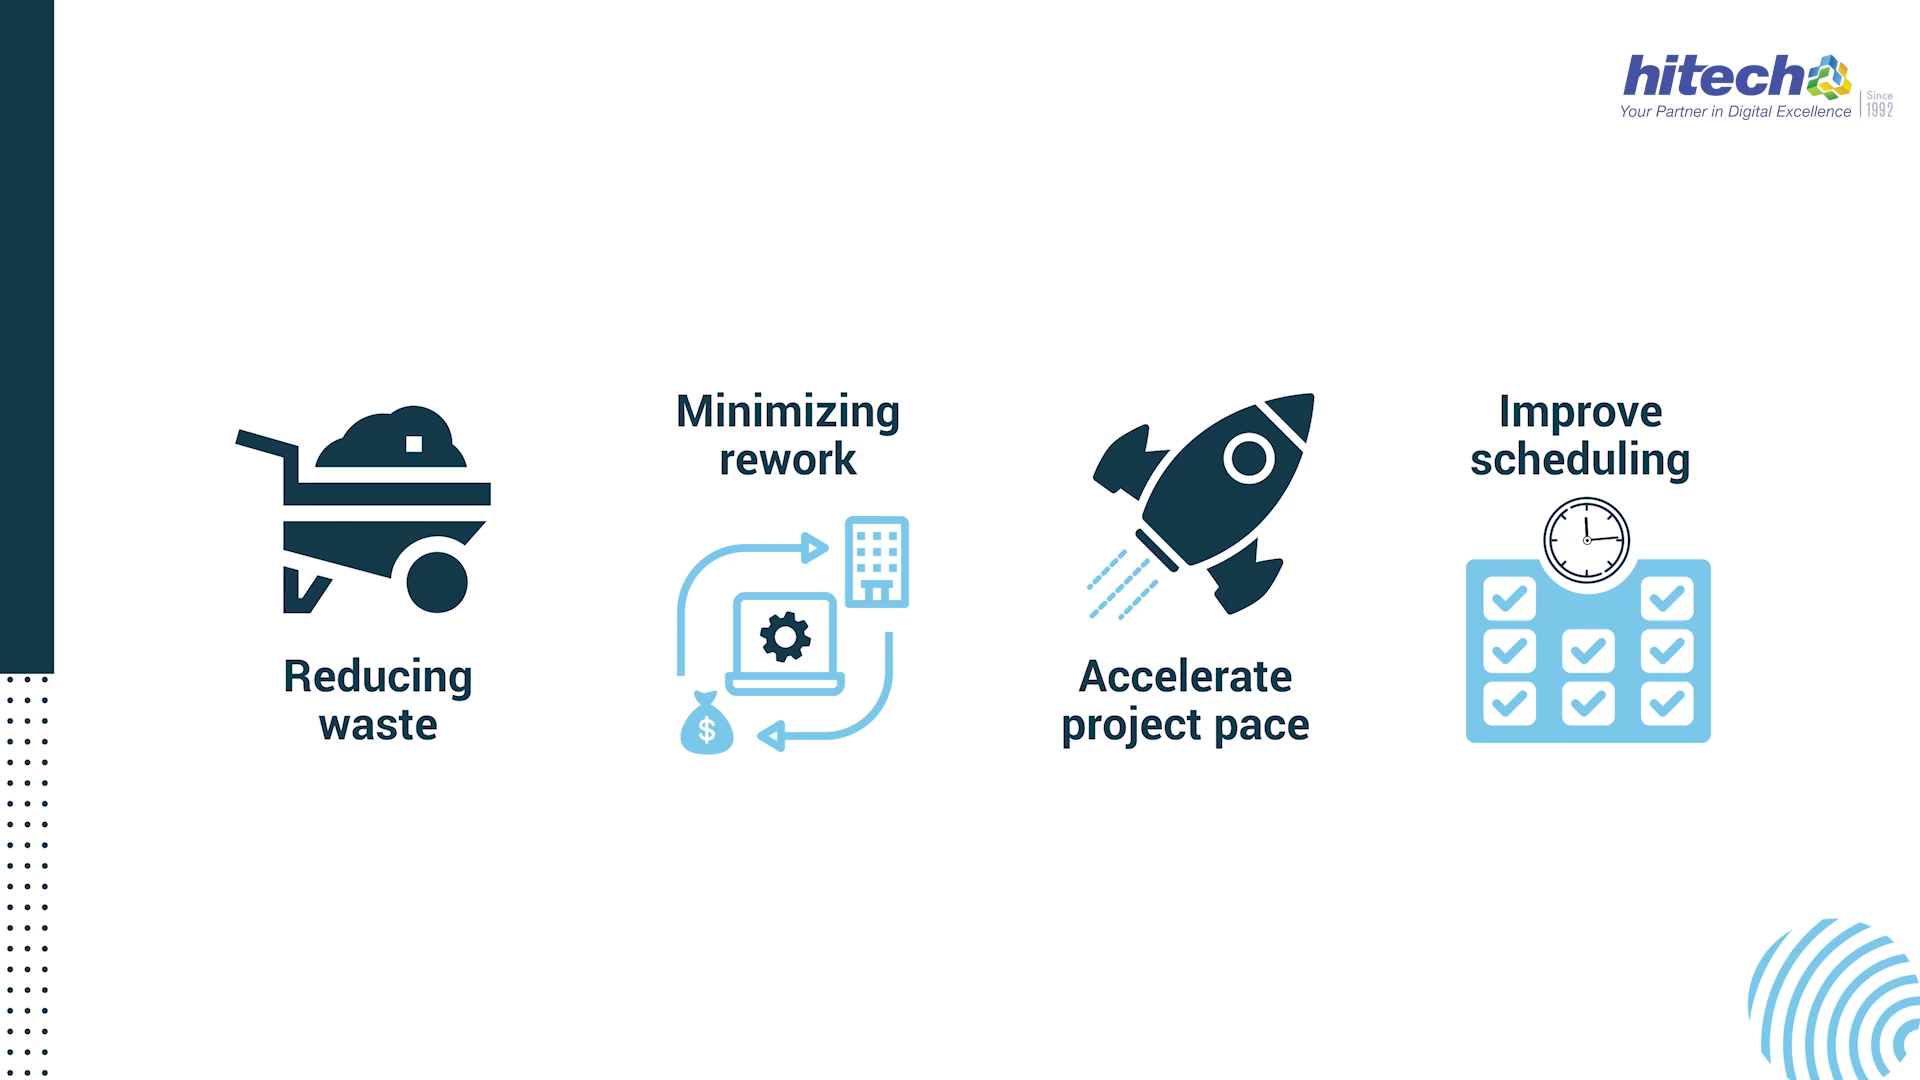 hitech
Your Partner in Digital Excellence
Since
1992
Reducing
waste
Minimizing
rework
$
Accelerate
project pace
Improve
scheduling